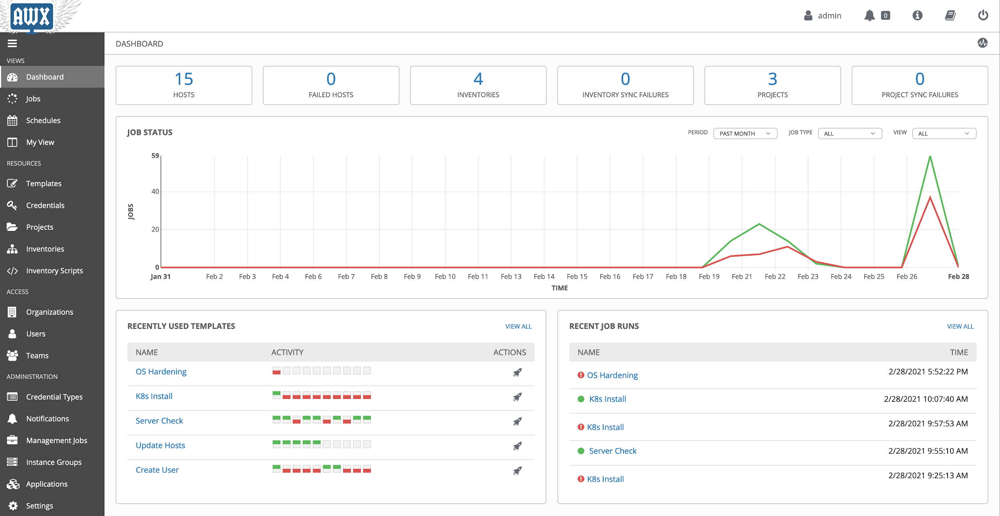 AWX
admin
0
VIEWS
Dashboard
Jobs
Schedules
My View
RESOURCES
Templates
Credentials
Projects
Inventories
Inventory Scripts
ACCESS
Organizations
Users
Teams
ADMINISTRATION
Credential Types
Notifications
Management Jobs
Instance Groups
Applications
Settings
DASHBOARD
15
HOSTS
0
FAILED HOSTS
4
INVENTORIES
0
INVENTORY SYNC FAILURES
3
PROJECTS
0
PROJECT SYNC FAILURES
JOB STATUS
PERIOD PAST MONTH JOB TYPE ALL VIEW ALL
59
40
20
0
JOBS
Jan 31 Feb 2 Feb 3 Feb 4 Feb 6 Feb 7 Feb 8 Feb 9 Feb 10 Feb 11 Feb 13 Feb 14 Feb 15 Feb 16 Feb 17 Feb 18 Feb 19 Feb 21 Feb 22 Feb 23 Feb 24 Feb 25 Feb 26 Feb 28
TIME
RECENTLY USED TEMPLATES VIEW ALL
NAME ACTIVITY ACTIONS
OS Hardening
K8s Install
Server Check
Update Hosts
Create User
RECENT JOB RUNS VIEW ALL
NAME TIME
OS Hardening 2/28/2021 5:52:22 PM
K8s Install 2/28/2021 10:07:40 AM
K8s Install 2/28/2021 9:57:53 AM
Server Check 2/28/2021 9:55:10 AM
K8s Install 2/28/2021 9:25:13 AM